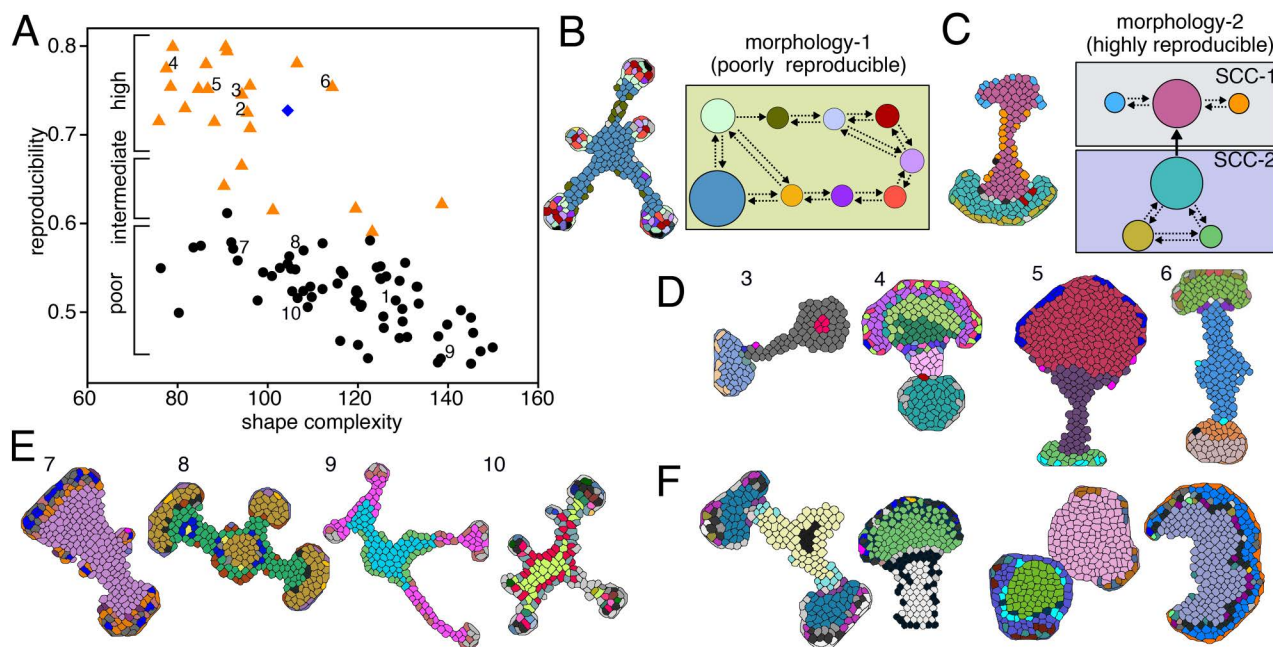 A
0.8
0.7
0.6
0.5
reproducibility
high
intermediate
poor
4
5
3
2
6
7
8
1
10
9
60
80
100
120
140
160
shape complexity
B
morphology-1
(poorly reproducible)
C
morphology-2
(highly reproducible)
SCC-1
SCC-2
D
3
4
5
6
E
7
8
9
10
F